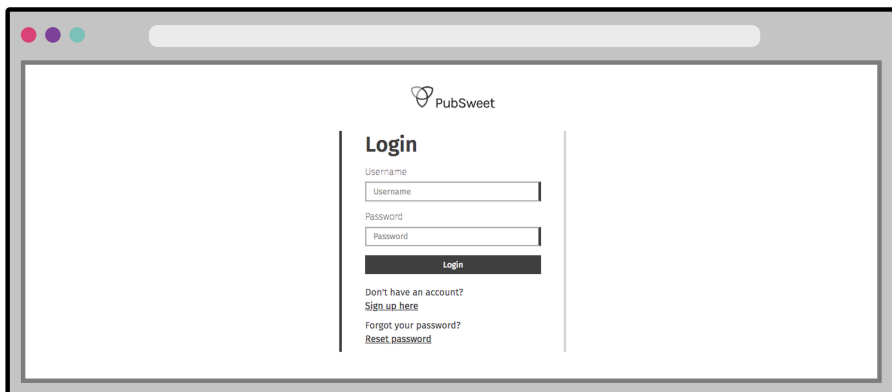 PubSweet
Login
Username
Username
Password
Password
Login
Don't have an account?
Sign up here
Forgot your password?
Reset password